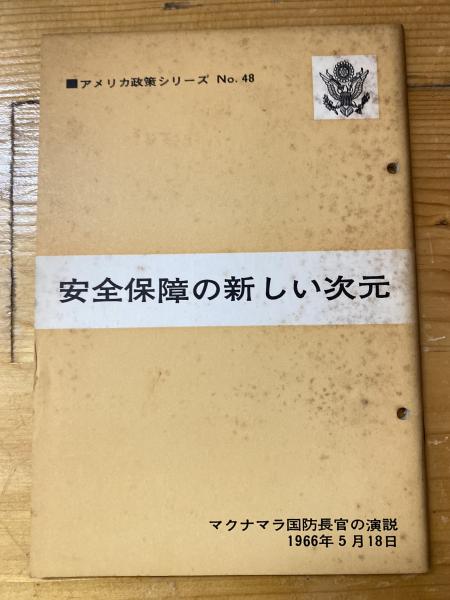 ■アメリカ政策シリーズ No. 48
安全保障の新しい次元
マクナマラ国防長官の演説
1966年5月18日